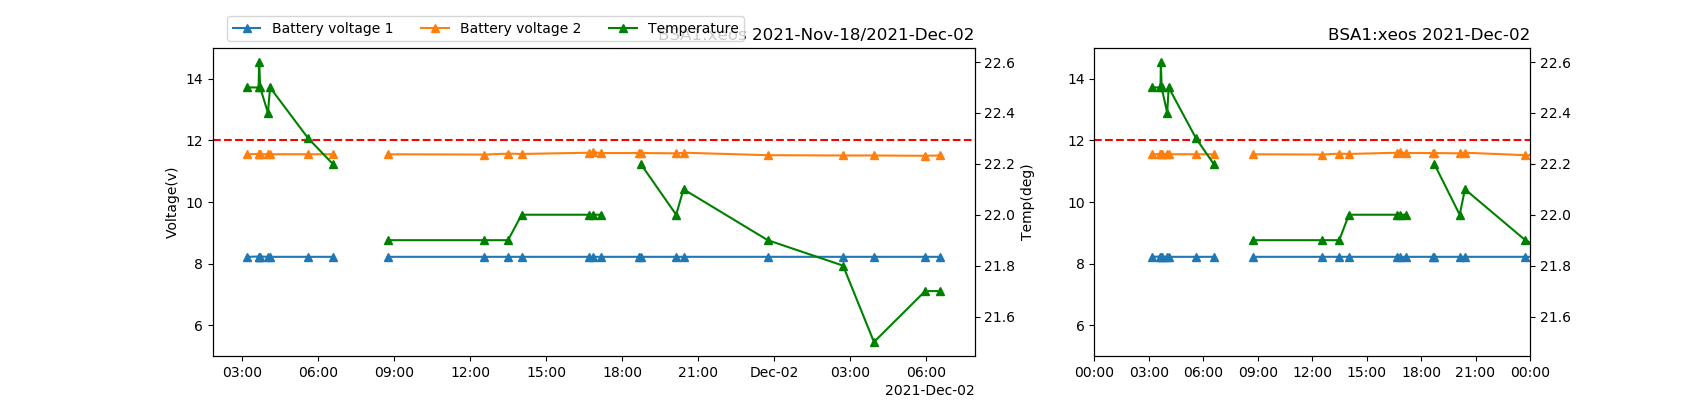 Battery voltage 1 Battery voltage 2 Temperature
BSA1:xeos 2021-Nov-18/2021-Dec-02
Voltage(v)
14
12
10
8
6
22.6
22.4
22.2
22.0
21.8
21.6
Temp(deg)
03:00 06:00 09:00 12:00 15:00 18:00 21:00 Dec-02 03:00 06:00
2021-Dec-02
BSA1:xeos 2021-Dec-02
14
12
10
8
6
22.6
22.4
22.2
22.0
21.8
21.6
00:00 03:00 06:00 09:00 12:00 15:00 18:00 21:00 00:00